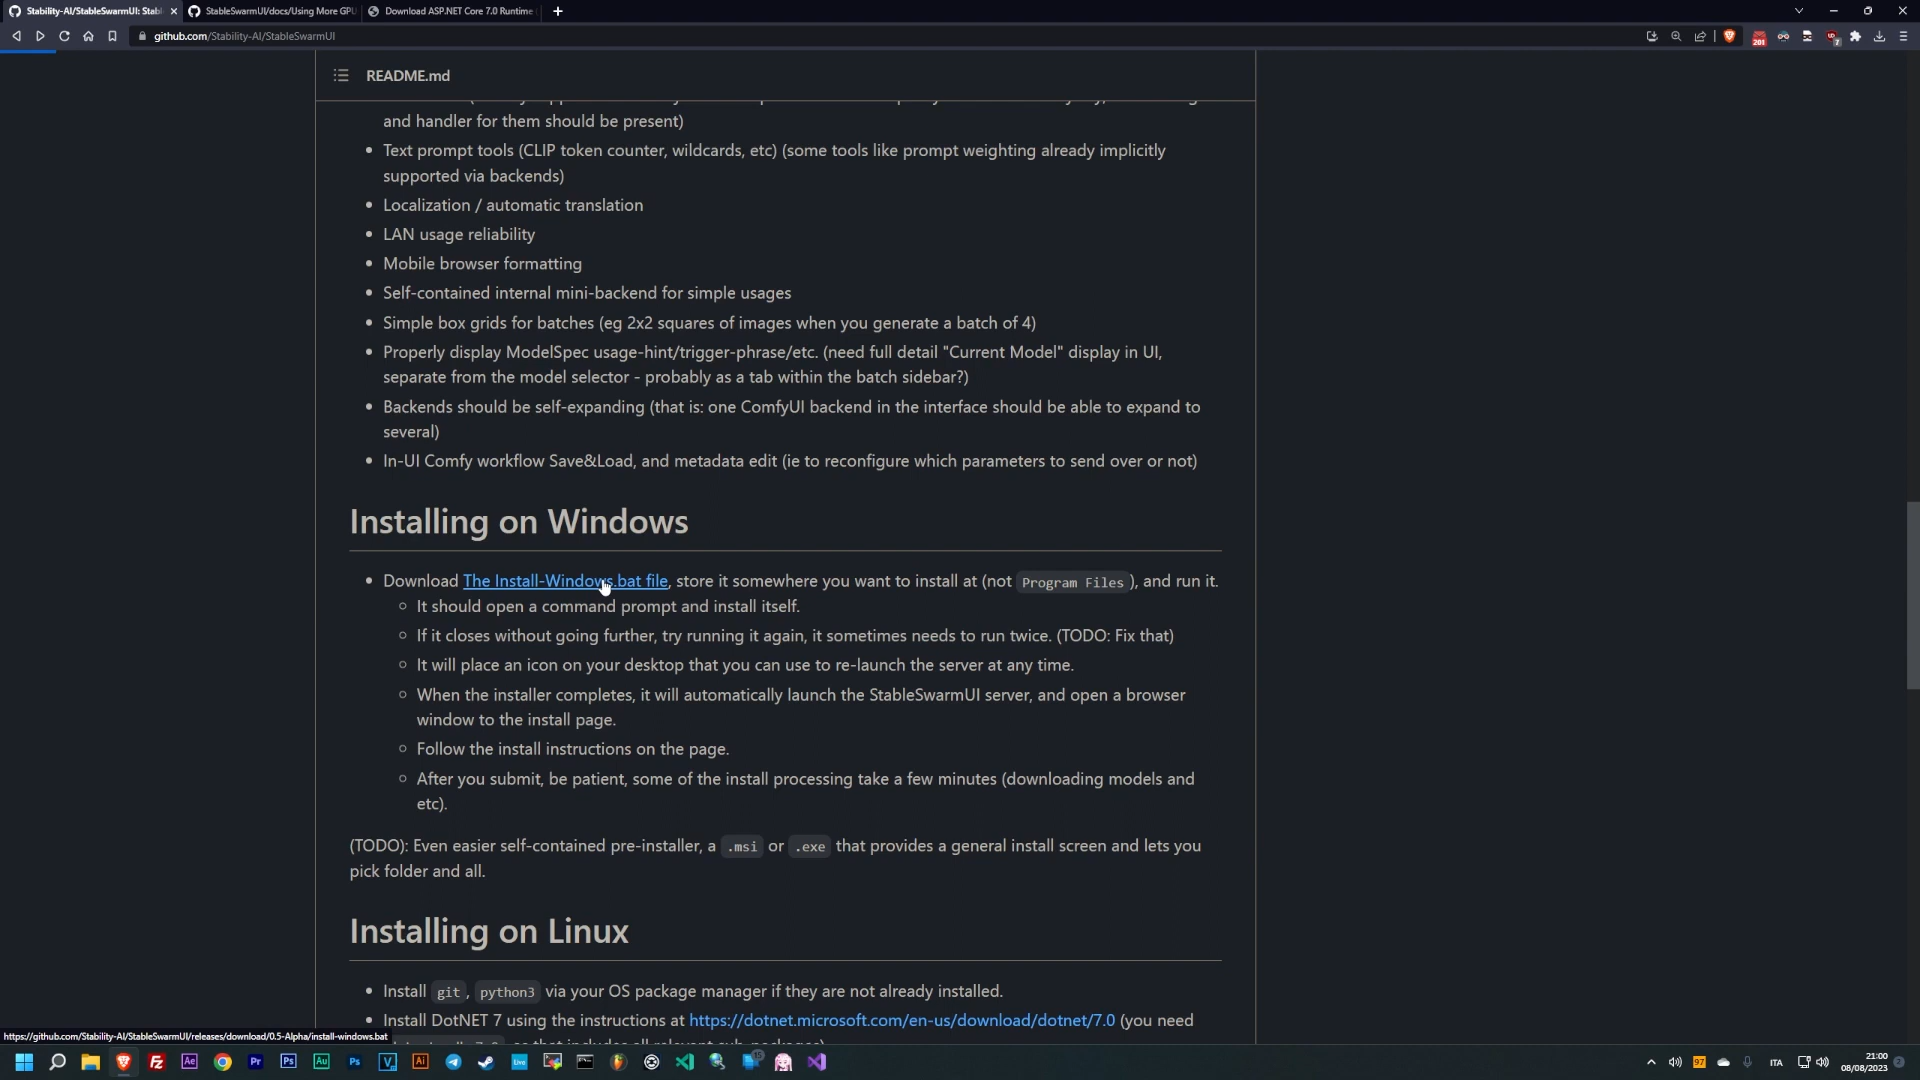 Stability-AI/StableSwarmUI: Stab
StableSwarmUI/docs/Using More GPU
Download ASP.NET Core 7.0 Runtime
github.com/Stability-AI/StableSwarmUI
201
7
README.md
and handler for them should be present)
• Text prompt tools (CLIP token counter, wildcards, etc) (some tools like prompt weighting already implicitly
supported via backends)
• Localization / automatic translation
• LAN usage reliability
• Mobile browser formatting
• Self-contained internal mini-backend for simple usages
• Simple box grids for batches (eg 2x2 squares of images when you generate a batch of 4)
• Properly display ModelSpec usage-hint/trigger-phrase/etc. (need full detail "Current Model" display in UI,
separate from the model selector - probably as a tab within the batch sidebar?)
• Backends should be self-expanding (that is: one ComfyUI backend in the interface should be able to expand to
several)
• In-UI Comfy workflow Save&Load, and metadata edit (ie to reconfigure which parameters to send over or not)
Installing on Windows
• Download The Install-Windows.bat file, store it somewhere you want to install at (not Program Files), and run it.
○ It should open a command prompt and install itself.
○ If it closes without going further, try running it again, it sometimes needs to run twice. (TODO: Fix that)
○ It will place an icon on your desktop that you can use to re-launch the server at any time.
○ When the installer completes, it will automatically launch the StableSwarmUI server, and open a browser
window to the install page.
○ Follow the install instructions on the page.
○ After you submit, be patient, some of the install processing take a few minutes (downloading models and
etc).
(TODO): Even easier self-contained pre-installer, a .msi or .exe that provides a general install screen and lets you
pick folder and all.
Installing on Linux
• Install git, python3 via your OS package manager if they are not already installed.
• Install DotNET 7 using the instructions at https://dotnet.microsoft.com/en-us/download/dotnet/7.0 (you need
https://github.com/Stability-AI/StableSwarmUI/releases/download/0.5-Alpha/install-windows.bat
Fz
Ae
Pr
Ps
Au
Ps
V
Ai
Live
15
97
ITA
21:00
08/08/2023